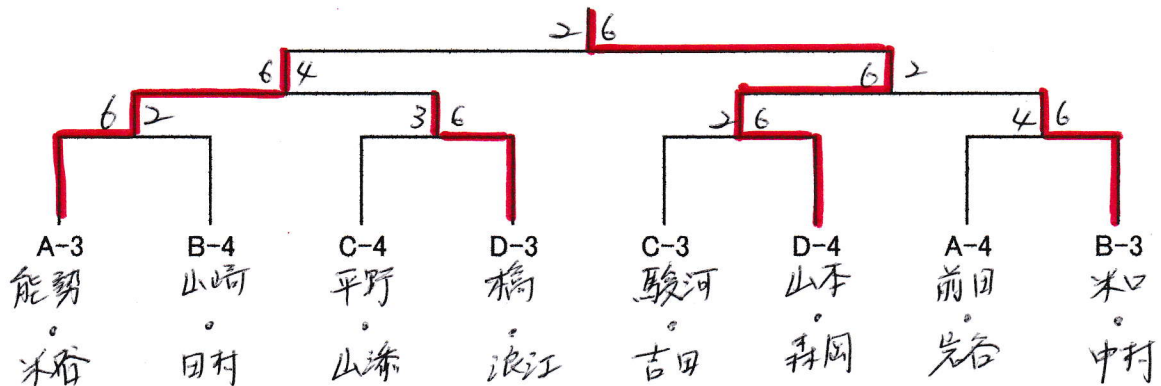 2 6
6 4 6 2
6 2 3 6 2 6 4 6
A-3 B-4 C-4 D-3 C-3 D-4 A-4 B-3
能勢 山崎 平野 橋 駿河 山本 前田 米口
・ ・ ・ ・ ・ ・ ・ ・
米谷 田村 山添 浪江 吉田 森岡 岩谷 中村